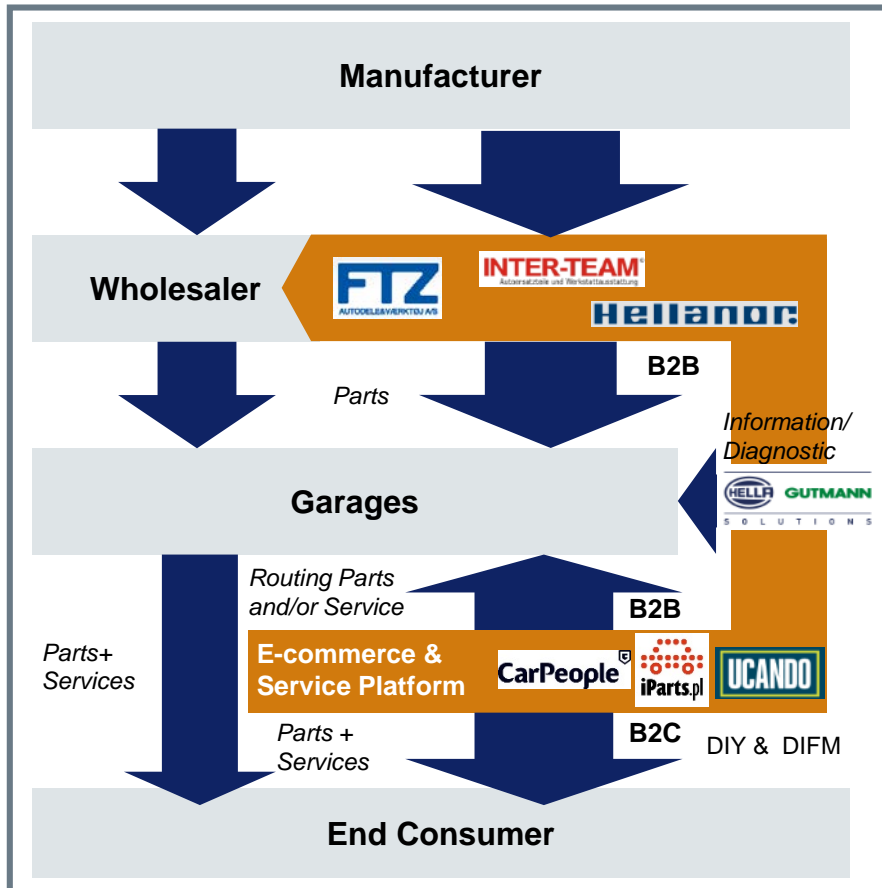 Manufacturer
Wholesaler
FTZ
AUTODELE&VÆRKTØJ A/S
INTER-TEAM®
Autoersatzteile und Werkstattausstattung
Hellanor.
B2B
Parts
Information/
Diagnostic
Garages
HELLA GUTMANN
SOLUTIONS
Routing Parts
and/or Service
B2B
Parts+
Services
E-commerce &
Service Platform
CarPeople
iParts.pl
UCANDO
Parts +
Services
B2C
DIY & DIFM
End Consumer